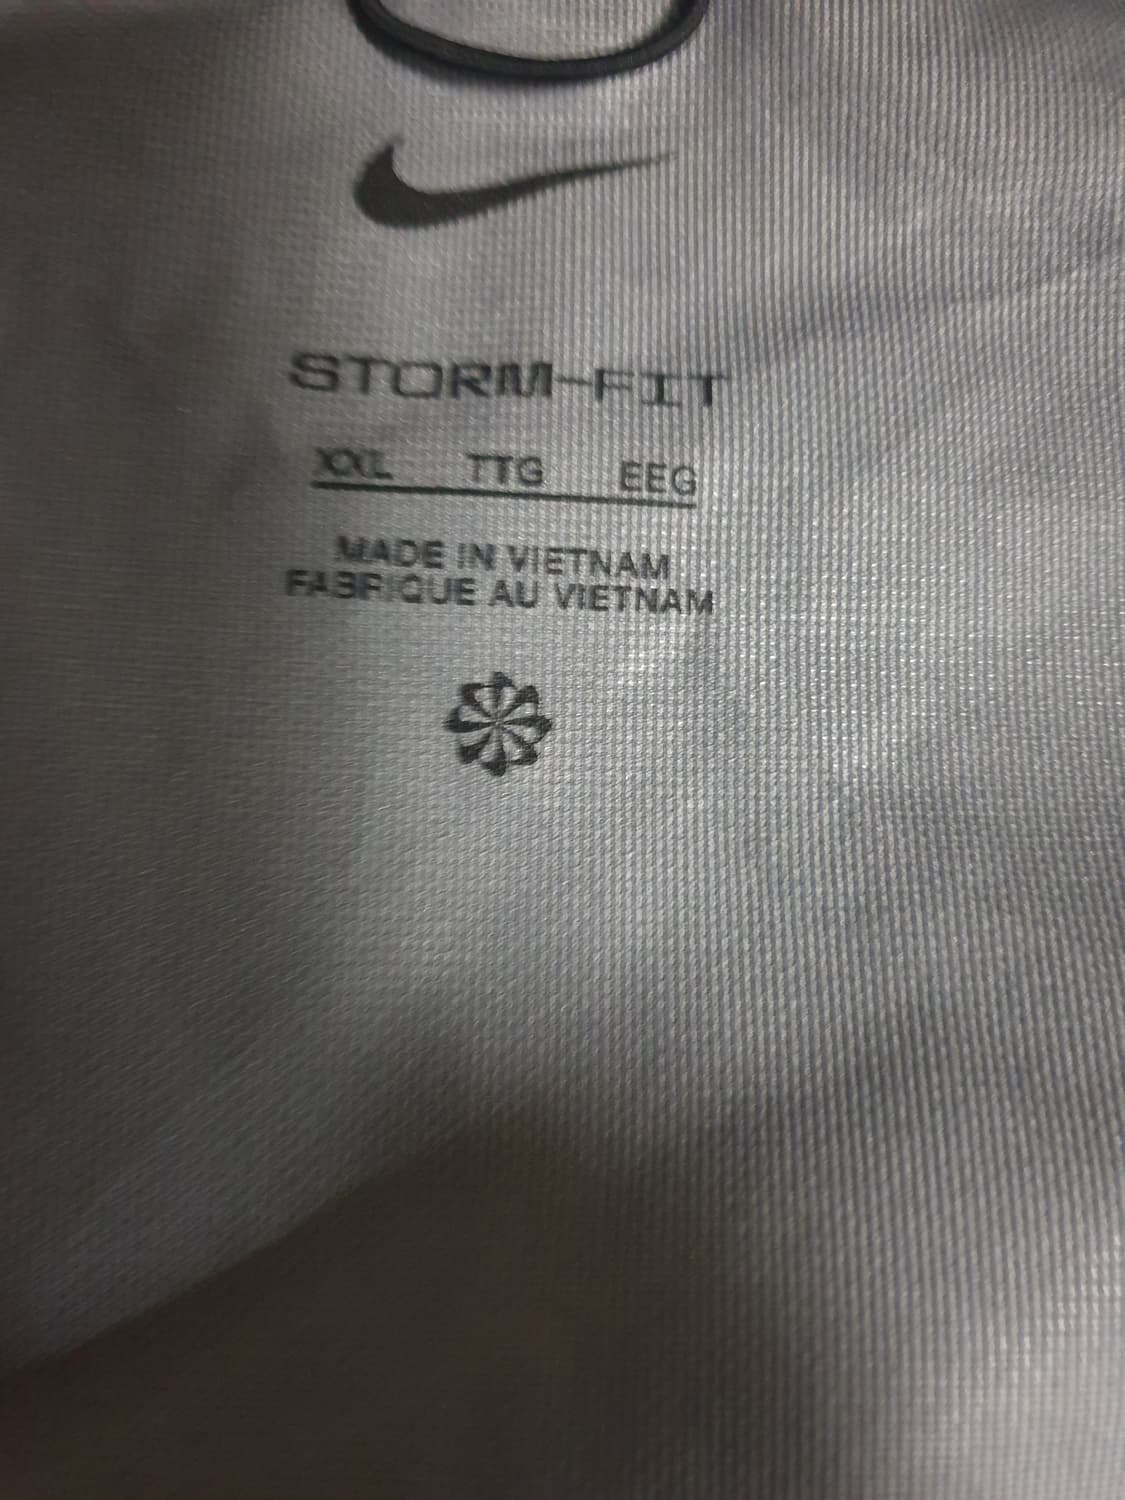 STORM-FIT
XXL TTG EEG
MADE IN VIETNAM
FABRIQUE AU VIETNAM